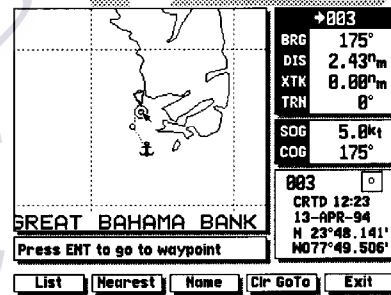 →003
BRG 175°
DIS 2.43nm
XTK 0.00nm
TRN 0°
SOG 5.0kt
COG 175°
003
CRTD 12:23
13-APR-94
N 23°48.141'
W077°49.506'
GREAT BAHAMA BANK
Press ENT to go to waypoint
List Nearest Name Clr GoTo Exit